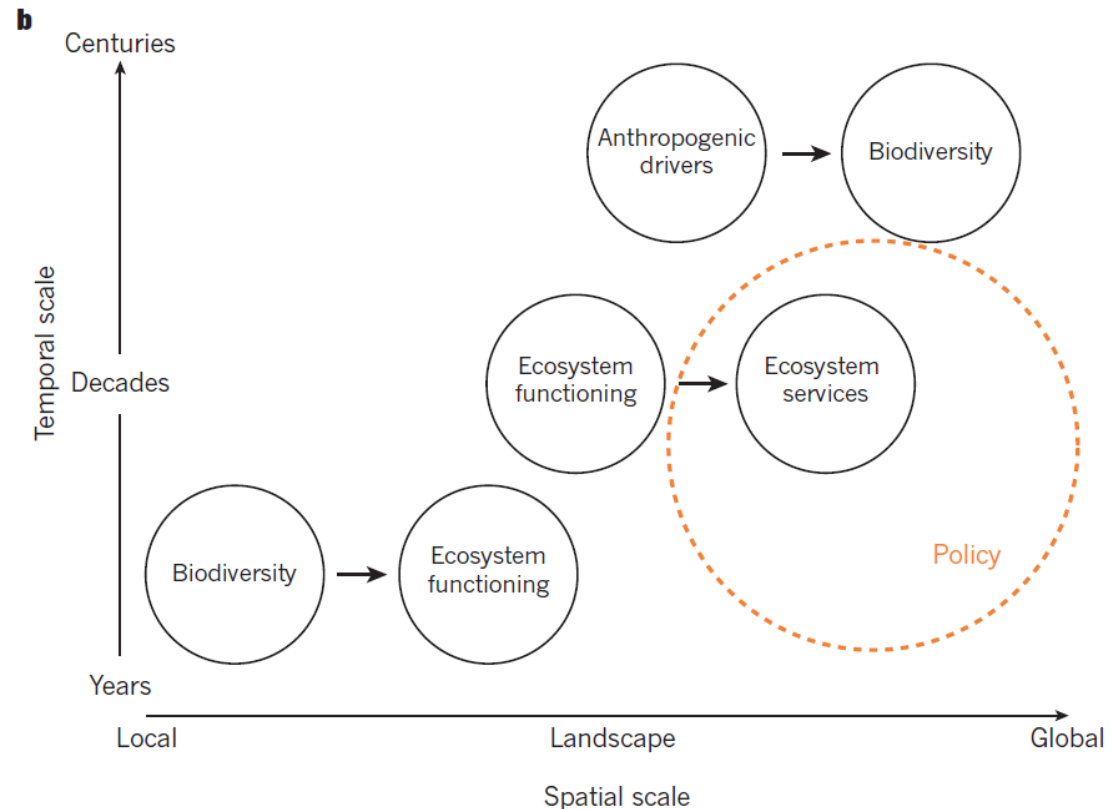 b
Centuries
Anthropogenic
drivers
Biodiversity
Temporal scale
Decades
Ecosystem
functioning
Ecosystem
services
Biodiversity
Ecosystem
functioning
Policy
Years
Local
Landscape
Global
Spatial scale